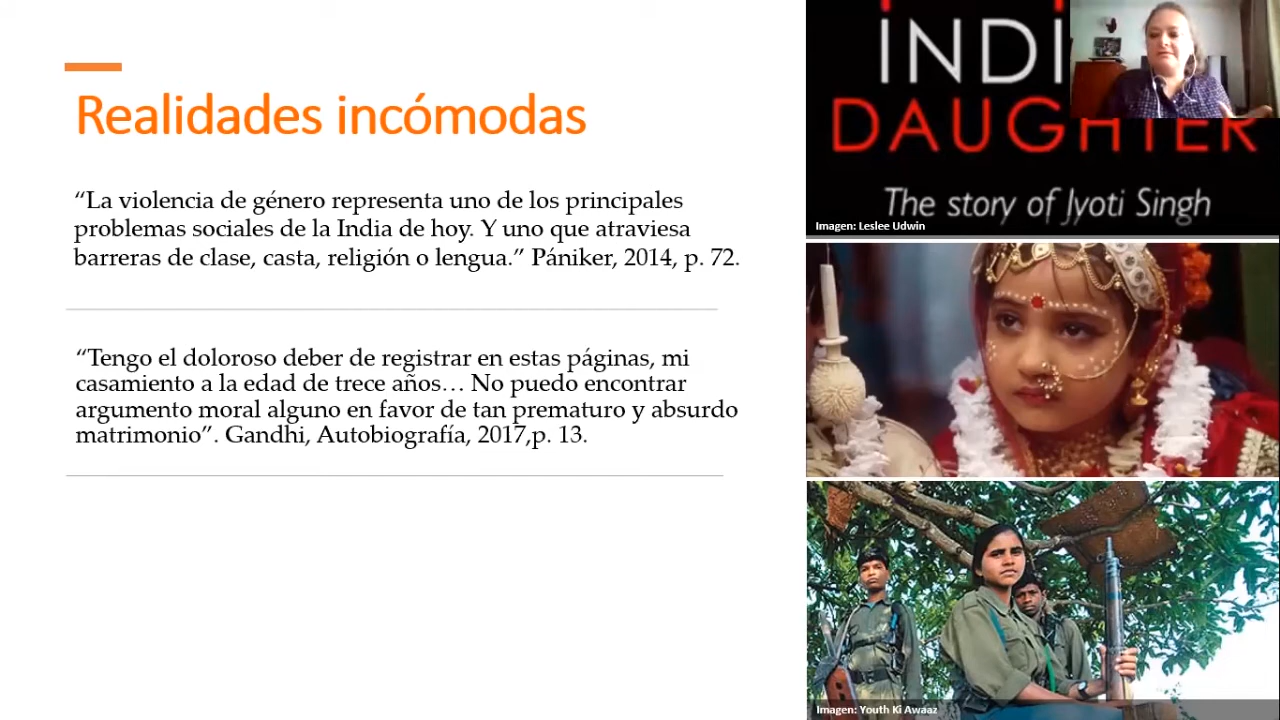 Realidades incómodas
“La violencia de género representa uno de los principales
problemas sociales de la India de hoy. Y uno que atraviesa
barreras de clase, casta, religión o lengua.” Pániker, 2014, p. 72.
“Tengo el doloroso deber de registrar en estas páginas, mi
casamiento a la edad de trece años… No puedo encontrar
argumento moral alguno en favor de tan prematuro y absurdo
matrimonio”. Gandhi, Autobiografía, 2017,p. 13.
INDI
DAUGHTER
The story of Jyoti Singh
Imagen: Leslee Udwin
Imagen: Youth Ki Awaaz